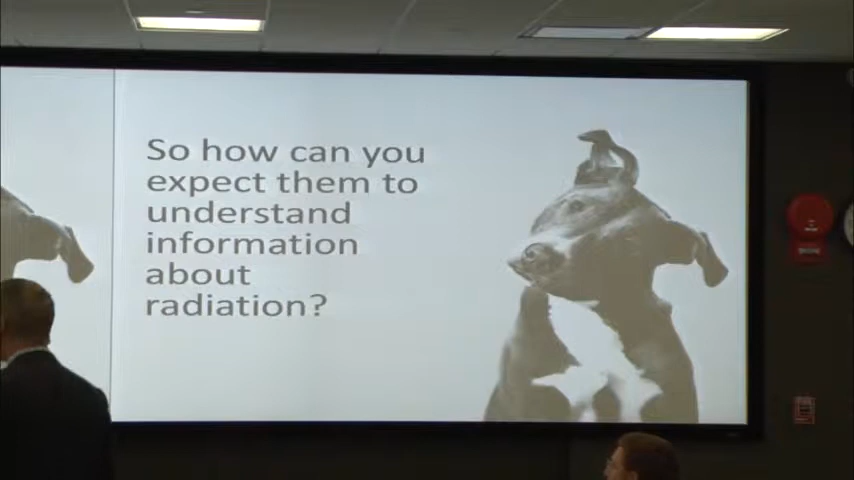 So how can you
expect them to
understand
information
about
radiation?